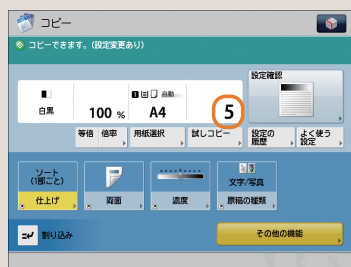 コピー
コピーできます。(設定変更あり)
設定確認
白黒
100 %
1 自動
A4
5
等倍 倍率 用紙選択 試しコピー 設定の履歴 よく使う設定
ソート
(1部ごと)
文字/写真
仕上げ 両面 濃度 原稿の種類
割り込み
その他の機能